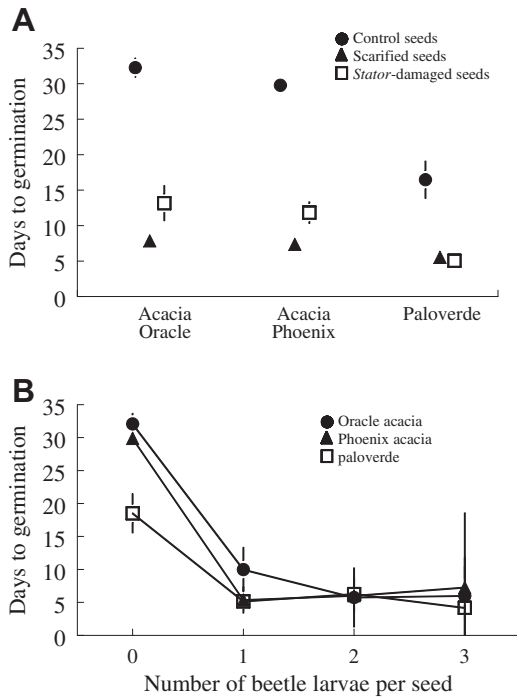 A
Control seeds
Scarified seeds
Stator-damaged seeds
Days to germination
35
30
25
20
15
10
5
0
Acacia Oracle
Acacia Phoenix
Paloverde
B
Oracle acacia
Phoenix acacia
paloverde
Days to germination
35
30
25
20
15
10
5
0
0 1 2 3
Number of beetle larvae per seed